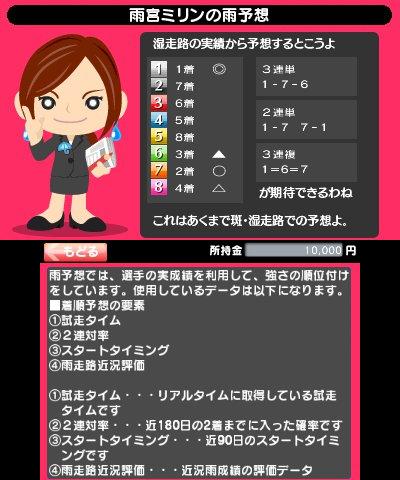 雨宮ミリンの雨予想
湿走路の実績から予想するとこうよ
1 1着 ◎
2 7着
3 6着
4 5着
5 8着
6 3着 ▲
7 2着 ○
8 4着 △
3連単
1-7-6
2連単
1-7 7-1
3連複
1=6=7
が期待できるわね
これはあくまで斑・湿走路での予想よ。
もどる
所持金 10,000 円
雨予想では、選手の実成績を利用して、強さの順位付け
をしています。使用しているデータは以下になります。
■着順予想の要素
①試走タイム
②2連対率
③スタートタイミング
④雨走路近況評価
①試走タイム・・・リアルタイムに取得している試走
タイムです
②2連対率・・・近180日の2着までに入った確率です
③スタートタイミング・・・近90日のスタートタイミ
ングです
④雨走路近況評価・・・近況雨成績の評価データ